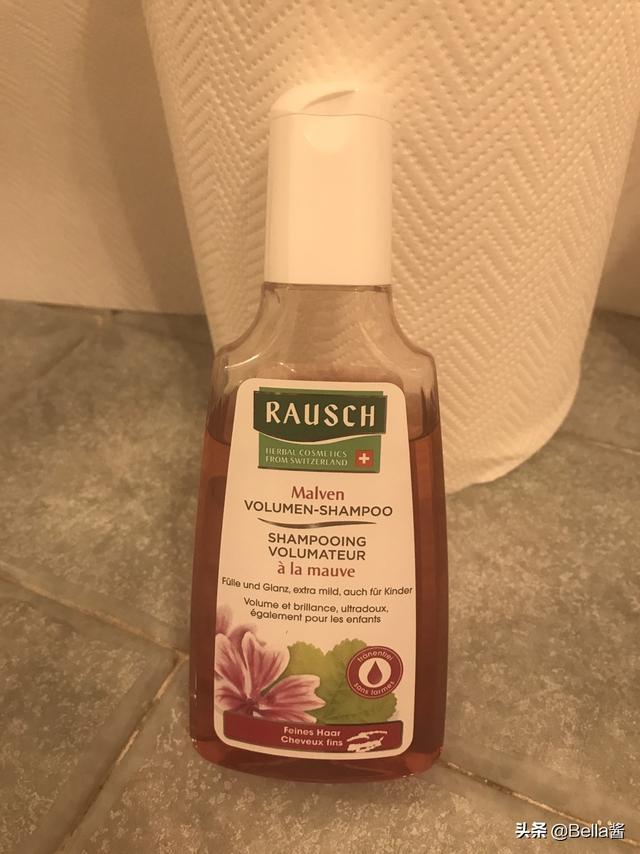 RAUSCH
HERBAL COSMETICS
FROM SWITZERLAND
Malven
VOLUMEN-SHAMPOO
SHAMPOOING
VOLUMATEUR
à la mauve
Fülle und Glanz, extra mild, auch für Kinder
Volume et brillance, ultradoux,
également pour les enfants
tränenfrei
sans larmes
Feines Haar
Cheveux fins
头条 @Bella酱